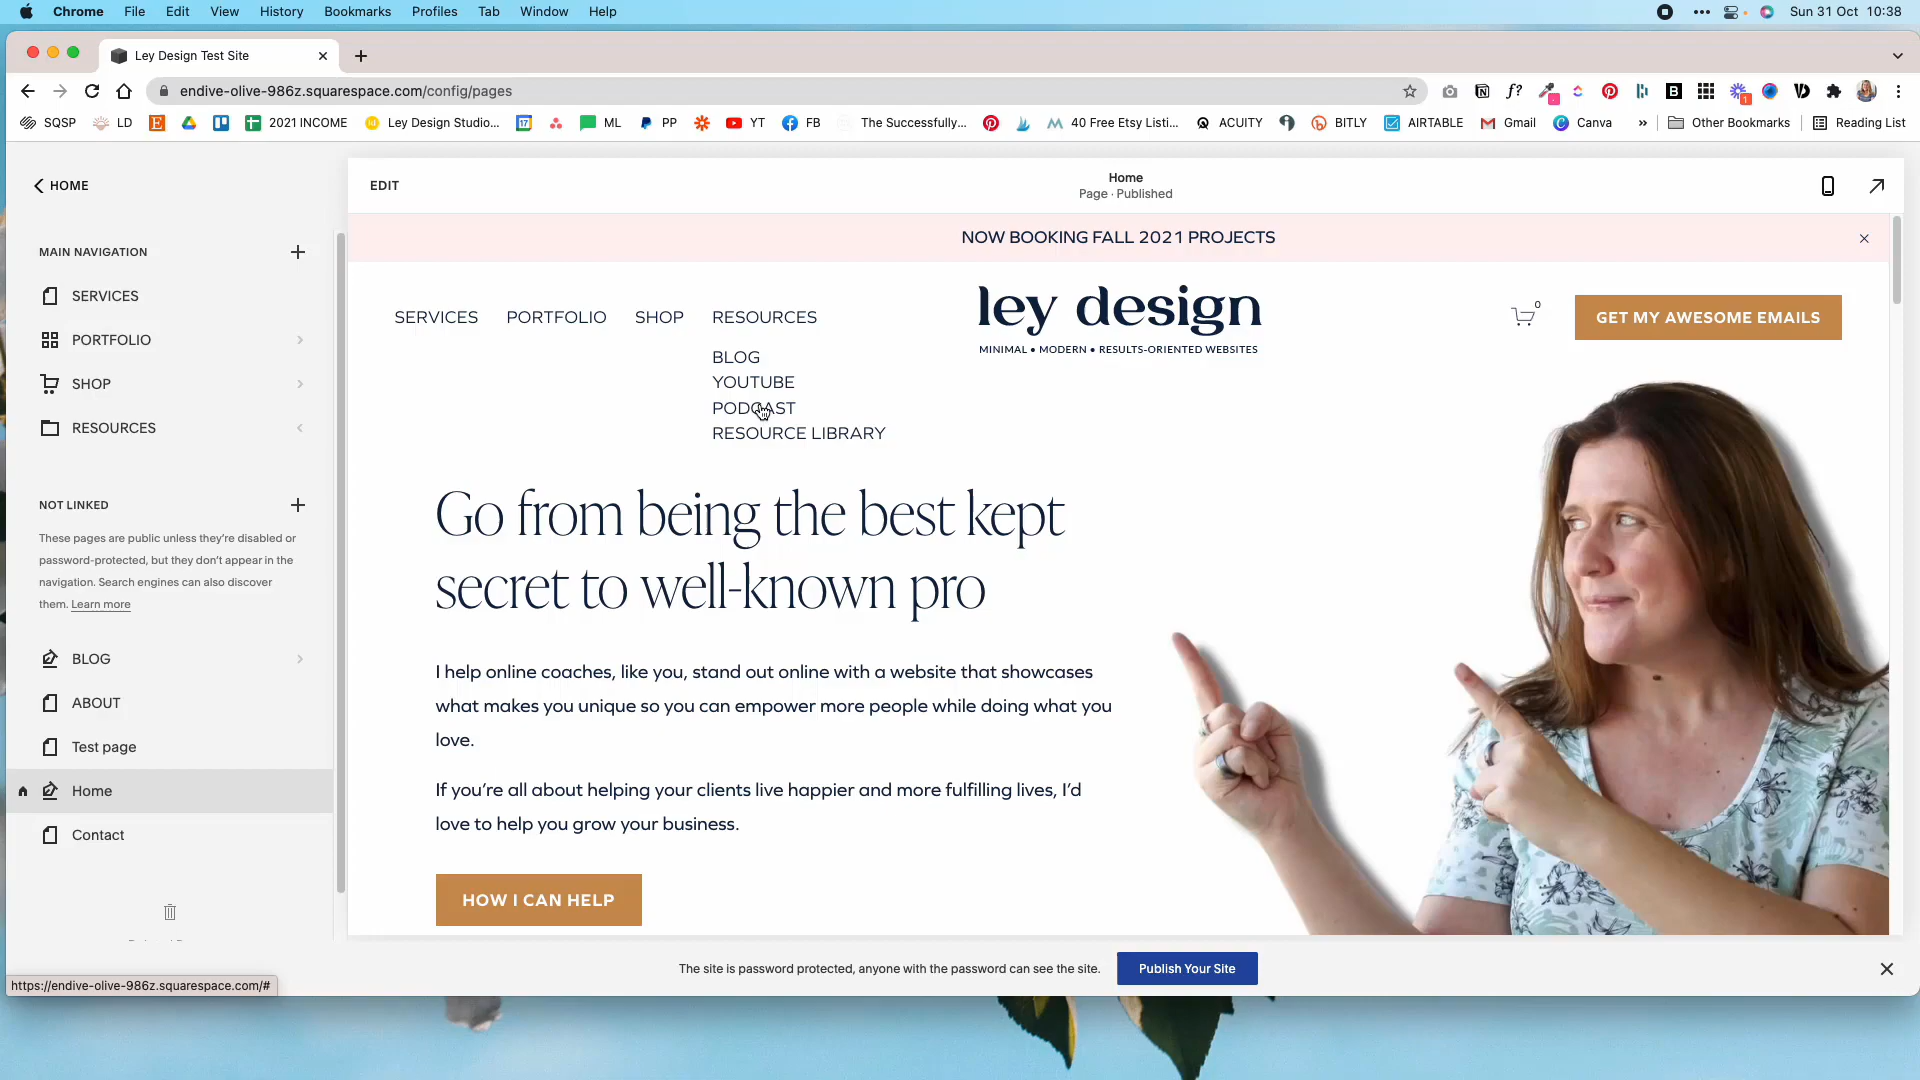 Chrome File Edit View History Bookmarks Profiles Tab Window Help Sun 31 Oct 10:38
Ley Design Test Site
endive-olive-986z.squarespace.com/config/pages
SQSP LD 2021 INCOME Ley Design Studio... ML PP YT FB The Successfully... 40 Free Etsy Listi... ACUITY BITLY AIRTABLE Gmail Canva » Other Bookmarks Reading List
HOME
EDIT
Home
Page · Published
MAIN NAVIGATION
SERVICES
PORTFOLIO
SHOP
RESOURCES
NOT LINKED
These pages are public unless they're disabled or
password-protected, but they don't appear in the
navigation. Search engines can also discover
them. Learn more
BLOG
ABOUT
Test page
Home
Contact
NOW BOOKING FALL 2021 PROJECTS
SERVICES PORTFOLIO SHOP RESOURCES
BLOG
YOUTUBE
PODCAST
RESOURCE LIBRARY
ley design
MINIMAL • MODERN • RESULTS-ORIENTED WEBSITES
0
GET MY AWESOME EMAILS
Go from being the best kept
secret to well-known pro
I help online coaches, like you, stand out online with a website that showcases
what makes you unique so you can empower more people while doing what you
love.
If you're all about helping your clients live happier and more fulfilling lives, I'd
love to help you grow your business.
HOW I CAN HELP
The site is password protected, anyone with the password can see the site.
Publish Your Site
https://endive-olive-986z.squarespace.com/#